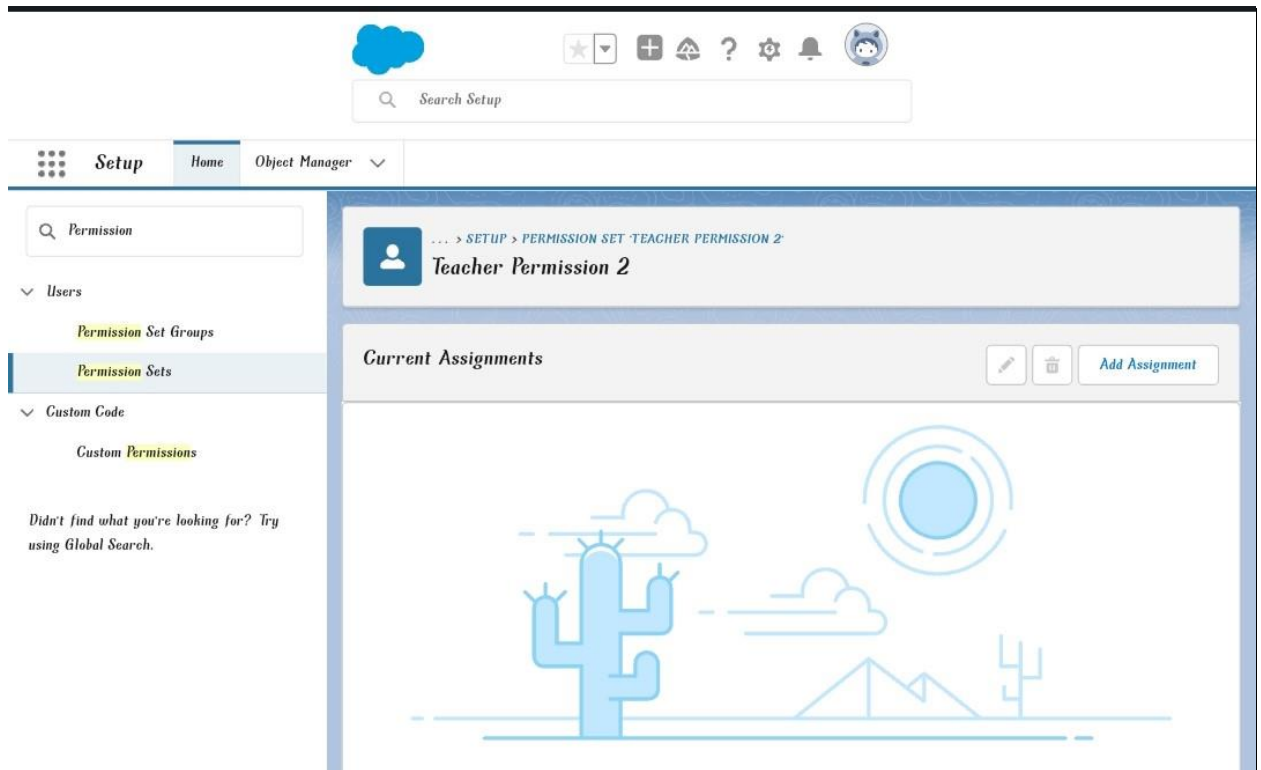 Search Setup
Setup
Home
Object Manager
Permission
Users
Permission Set Groups
Permission Sets
Custom Code
Custom Permissions
Didn't find what you're looking for? Try
using Global Search.
... > SETUP > PERMISSION SET 'TEACHER PERMISSION 2'
Teacher Permission 2
Current Assignments
Add Assignment